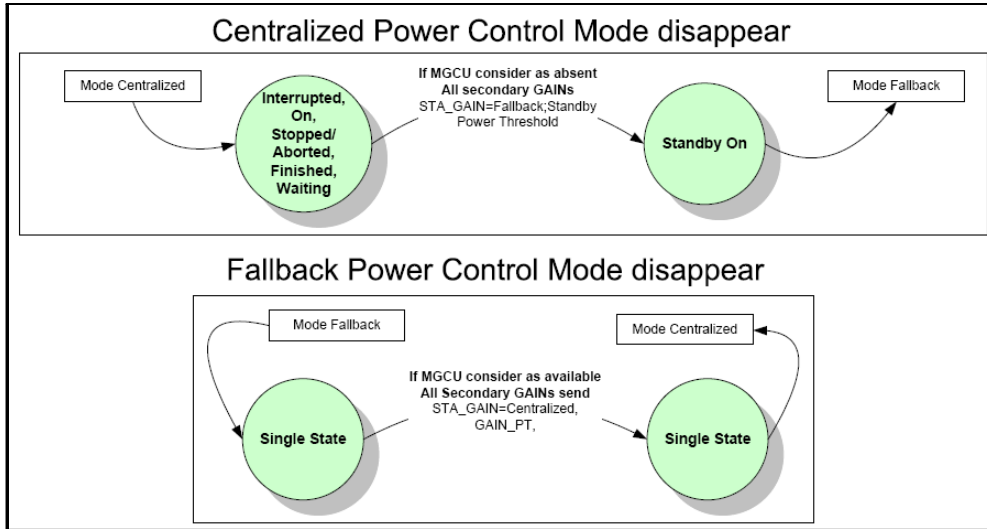 Centralized Power Control Mode disappear
Mode Centralized
Interrupted,
On,
Stopped/
Aborted,
Finished,
Waiting
If MGCU consider as absent
All secondary GAINs
STA_GAIN=Fallback;Standby
Power Threshold
Standby On
Mode Fallback
Fallback Power Control Mode disappear
Mode Fallback
Single State
If MGCU consider as available
All Secondary GAINs send
STA_GAIN=Centralized,
GAIN_PT,
Single State
Mode Centralized